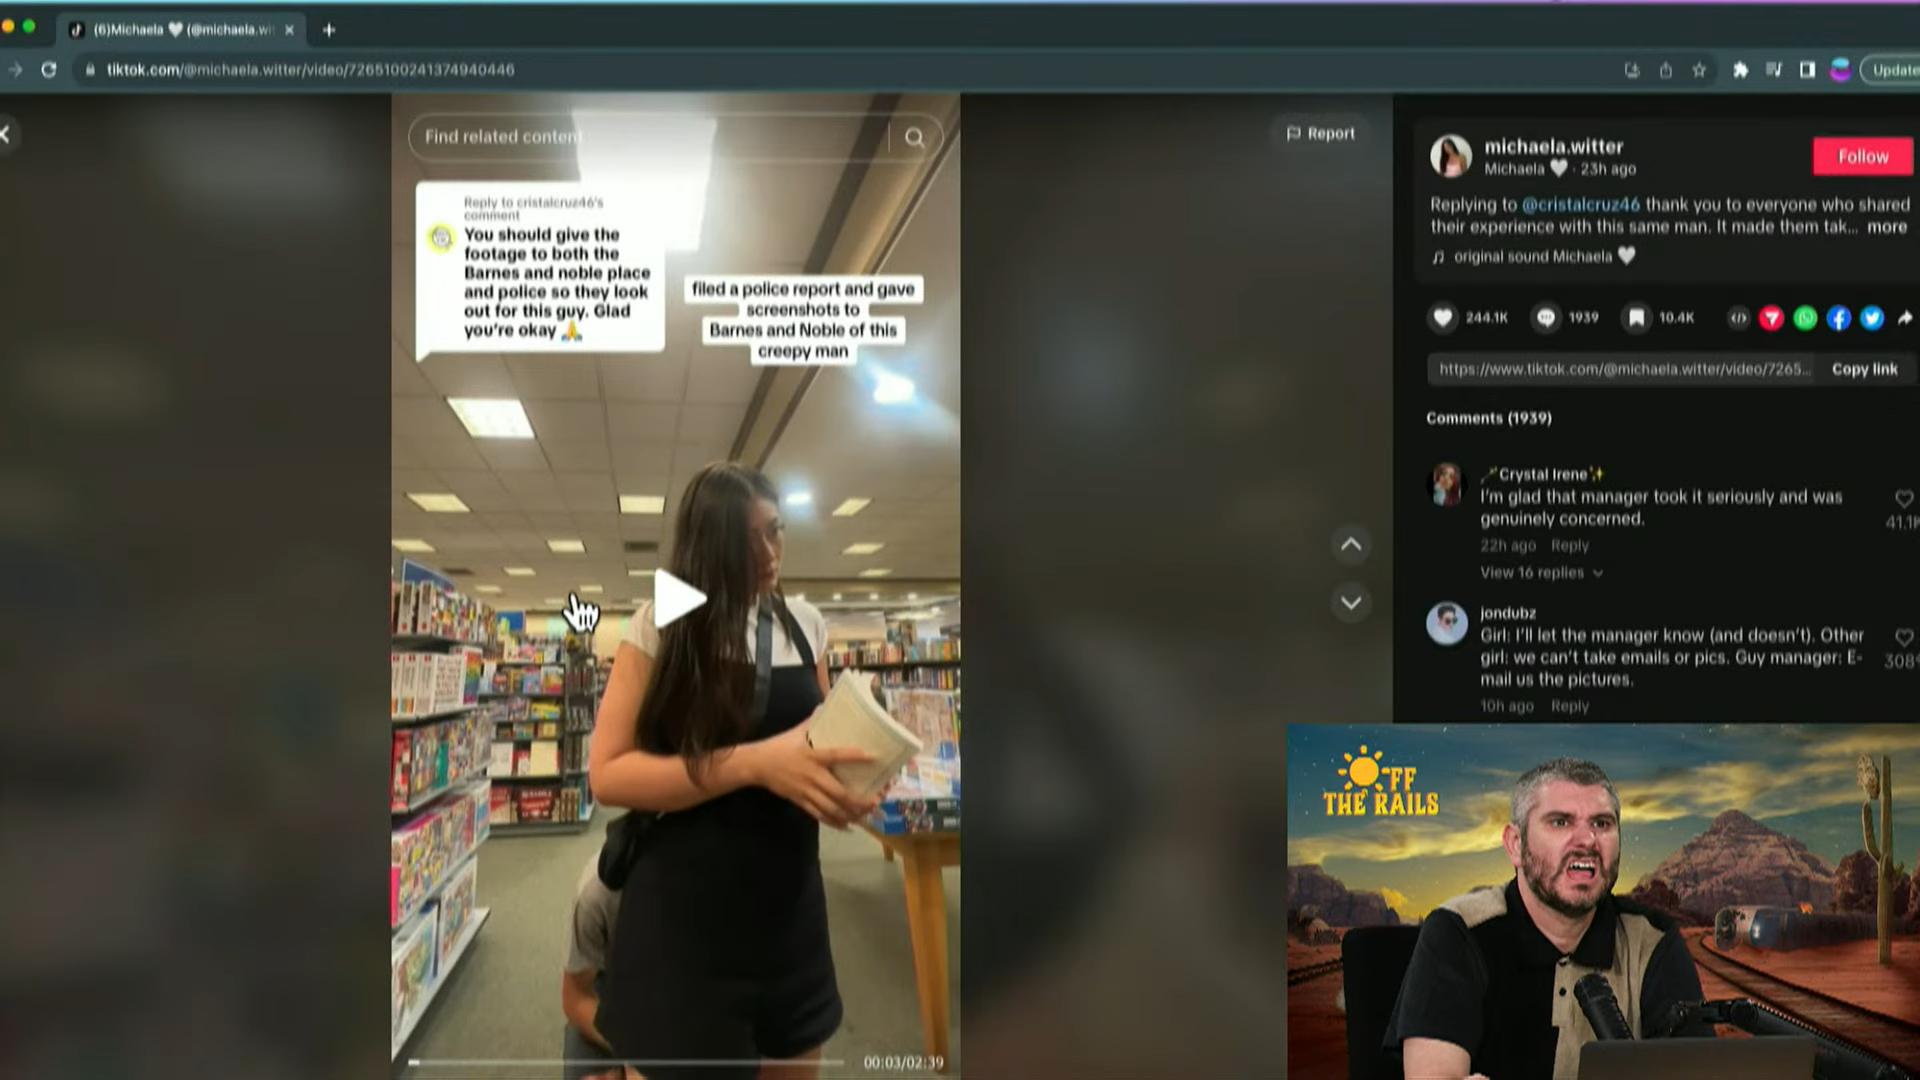 (6)Michaela 🤍 (@michaela.wi
tiktok.com/@michaela.witter/video/7265100241374940446
Update
Find related content
Report
Reply to cristalcruz46's
comment
You should give the
footage to both the
Barnes and noble place
and police so they look
out for this guy. Glad
you're okay 🙏
filed a police report and gave
screenshots to
Barnes and Noble of this
creepy man
00:03/02:39
michaela.witter
Michaela 🤍 · 23h ago
Follow
Replying to @cristalcruz46 thank you to everyone who shared
their experience with this same man. It made them tak... more
♫ original sound Michaela 🤍
244.1K
1939
10.4K
https://www.tiktok.com/@michaela.witter/video/7265...
Copy link
Comments (1939)
🪄Crystal Irene✨
I'm glad that manager took it seriously and was
genuinely concerned.
41.1K
22h ago Reply
View 16 replies
jondubz
Girl: I'll let the manager know (and doesn't). Other
girl: we can't take emails or pics. Guy manager: E-
mail us the pictures.
10h ago Reply
OFF
THE RAILS